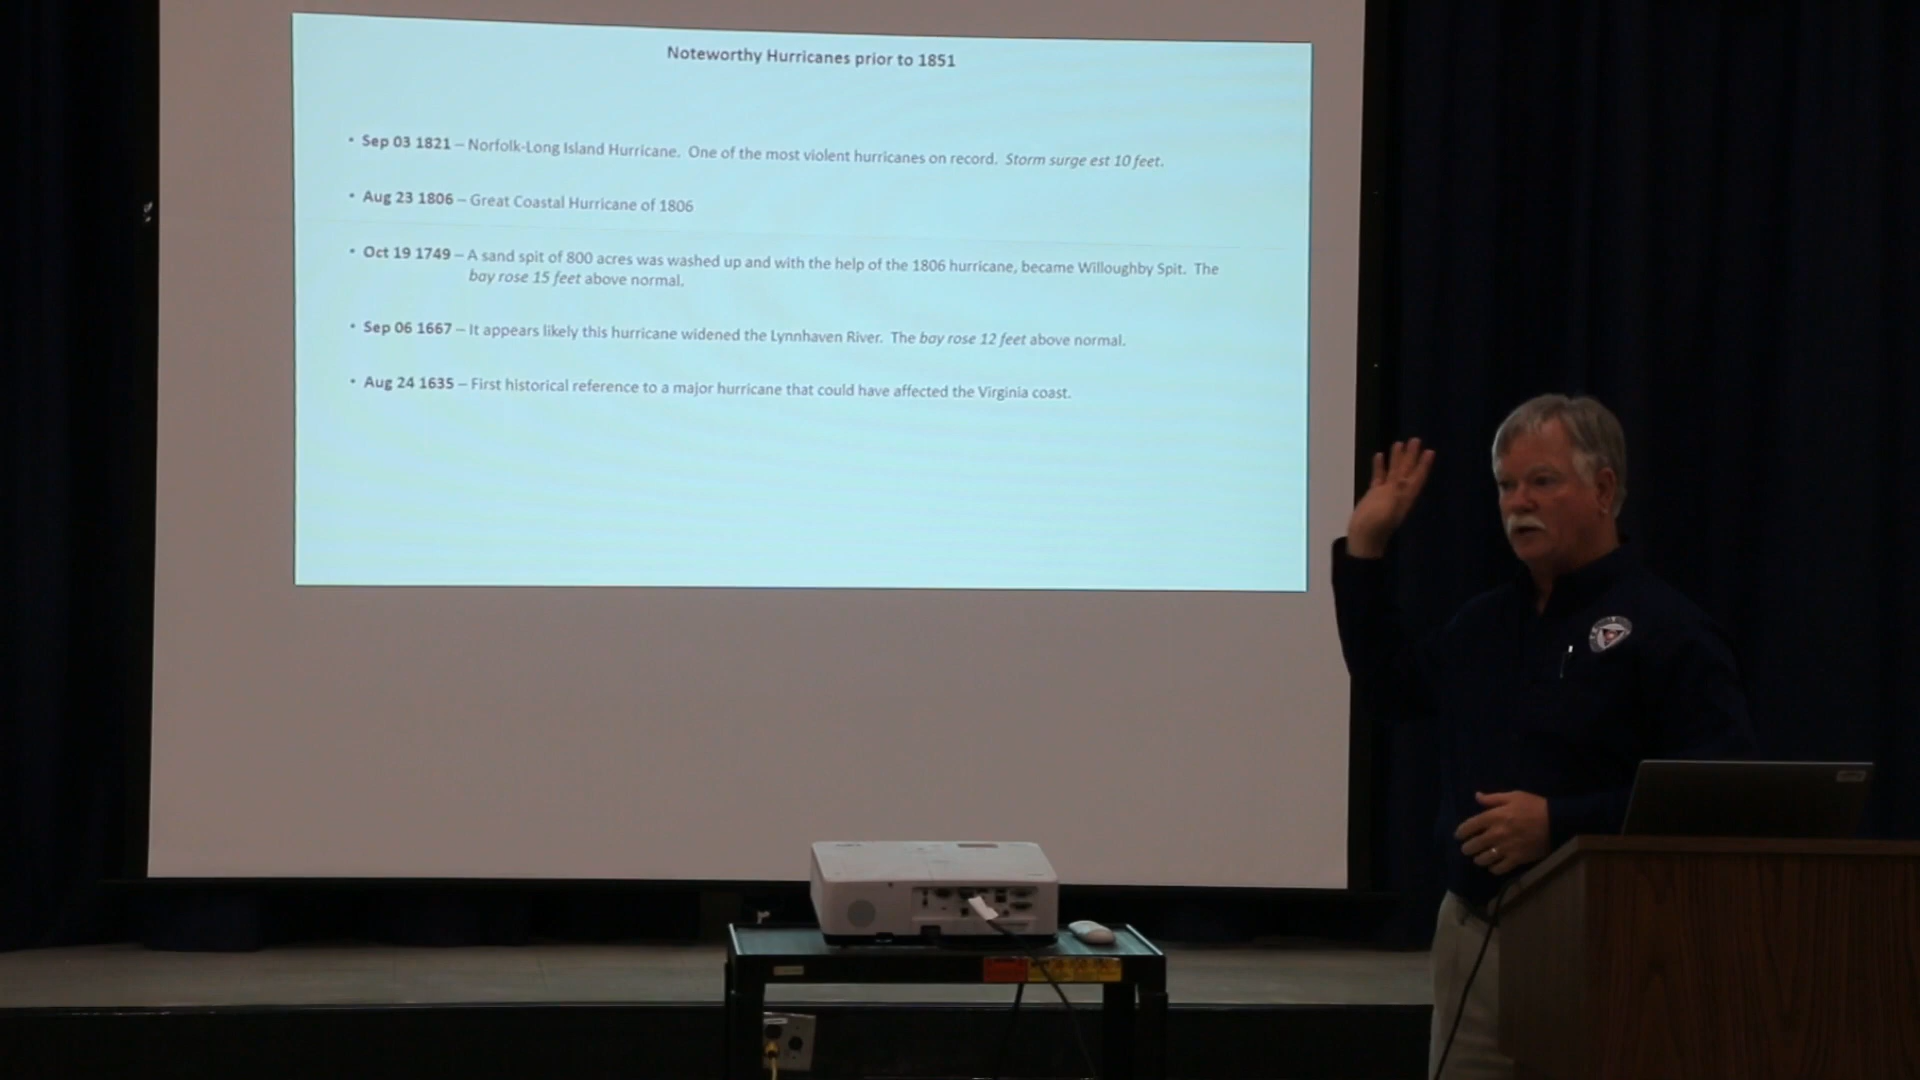 Noteworthy Hurricanes prior to 1851
• Sep 03 1821 – Norfolk-Long Island Hurricane. One of the most violent hurricanes on record. Storm surge est 10 feet.
• Aug 23 1806 – Great Coastal Hurricane of 1806
• Oct 19 1749 – A sand spit of 800 acres was washed up and with the help of the 1806 hurricane, became Willoughby Spit. The
bay rose 15 feet above normal.
• Sep 06 1667 – It appears likely this hurricane widened the Lynnhaven River. The bay rose 12 feet above normal.
• Aug 24 1635 – First historical reference to a major hurricane that could have affected the Virginia coast.